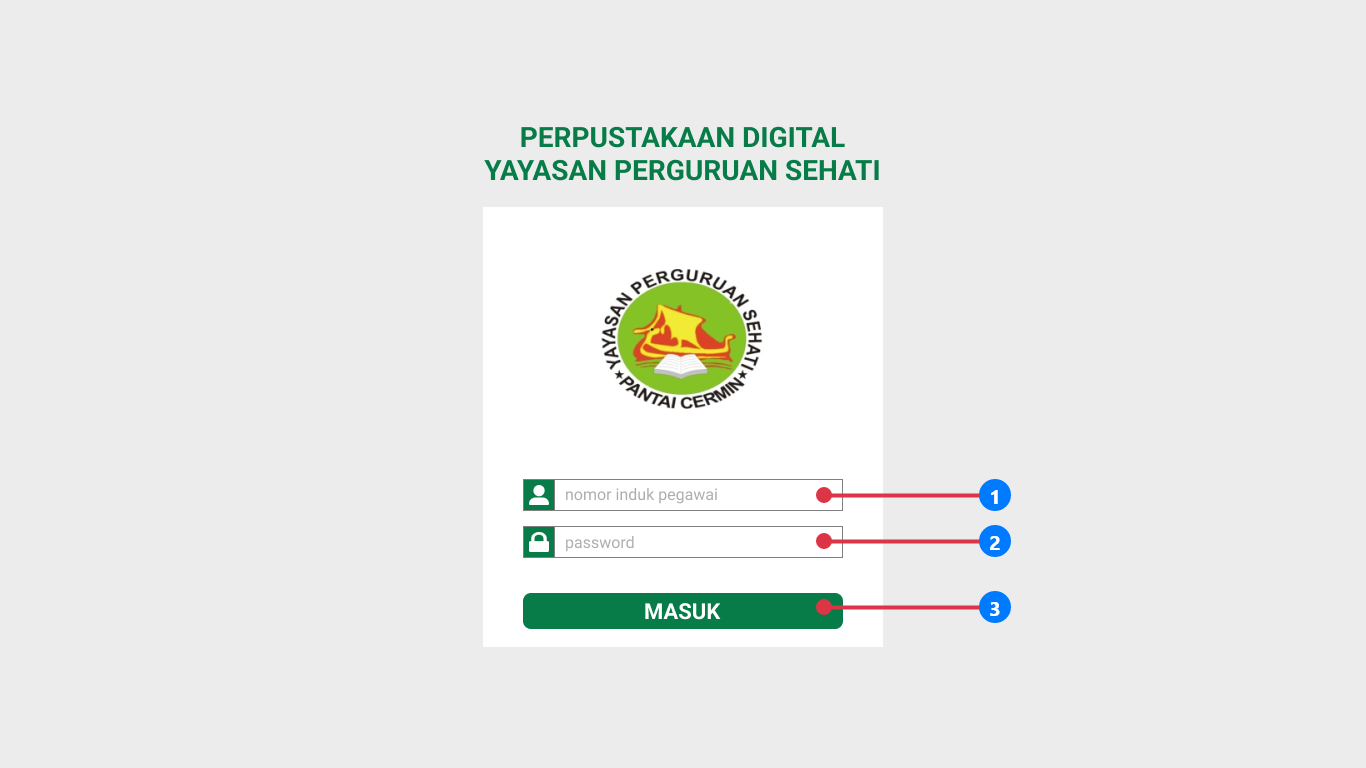 PERPUSTAKAAN DIGITAL
YAYASAN PERGURUAN SEHATI
YAYASAN PERGURUAN SEHATI
PANTAI CERMIN
nomor induk pegawai
1
password
2
MASUK
3